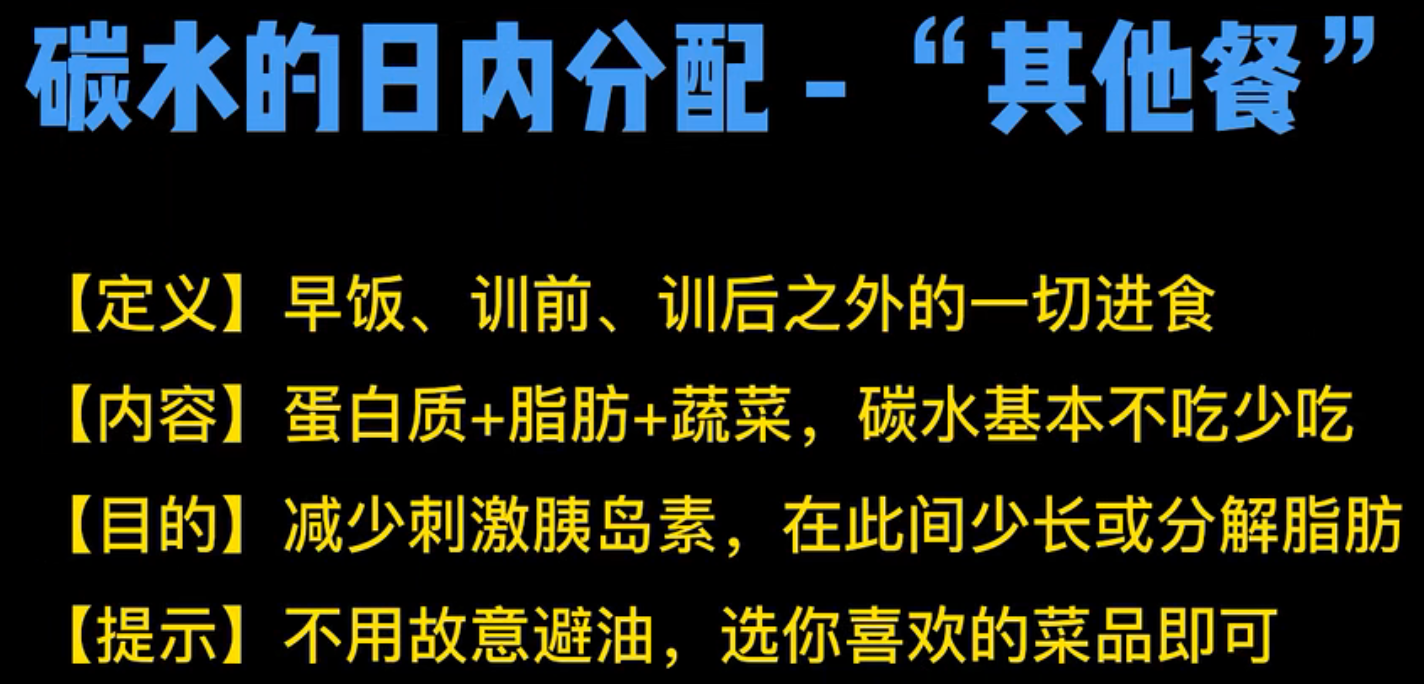 碳水的日内分配-“其他餐”
【定义】早饭、训前、训后之外的一切进食
【内容】蛋白质+脂肪+蔬菜，碳水基本不吃少吃
【目的】减少刺激胰岛素，在此间少长或分解脂肪
【提示】不用故意避油，选你喜欢的菜品即可